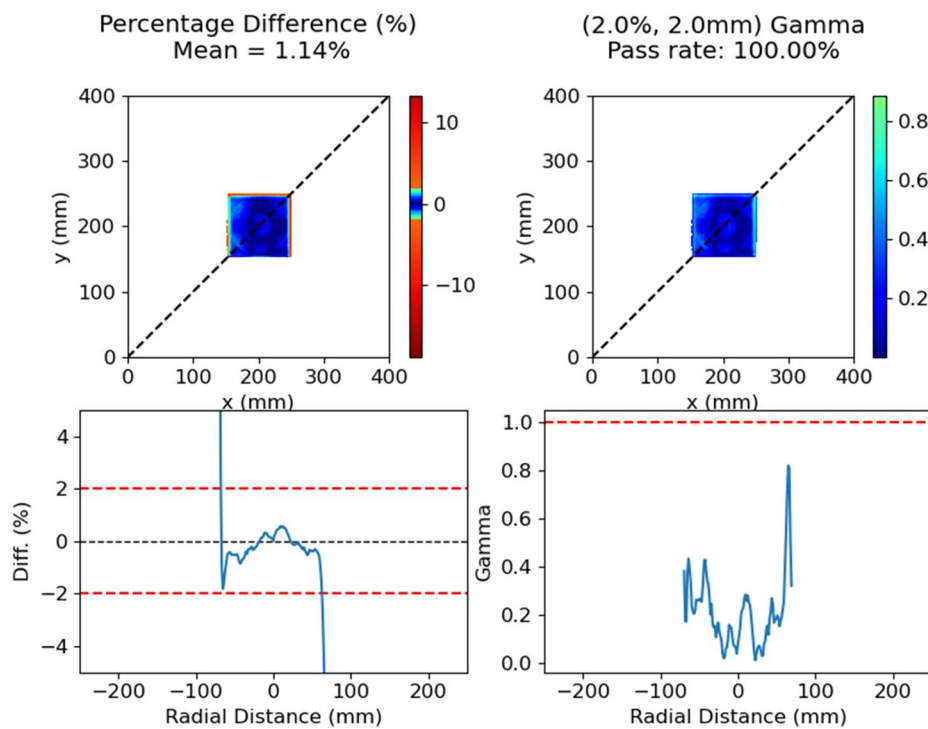 Percentage Difference (%)
Mean = 1.14%
(2.0%, 2.0mm) Gamma
Pass rate: 100.00%
400
300
200
100
0
y (mm)
0 100 200 300 400
x (mm)
10
0
−10
400
300
200
100
0
y (mm)
0 100 200 300 400
x (mm)
0.8
0.6
0.4
0.2
4
2
0
−2
−4
Diff. (%)
−200 −100 0 100 200
Radial Distance (mm)
1.0
0.8
0.6
0.4
0.2
0.0
Gamma
−200 −100 0 100 200
Radial Distance (mm)